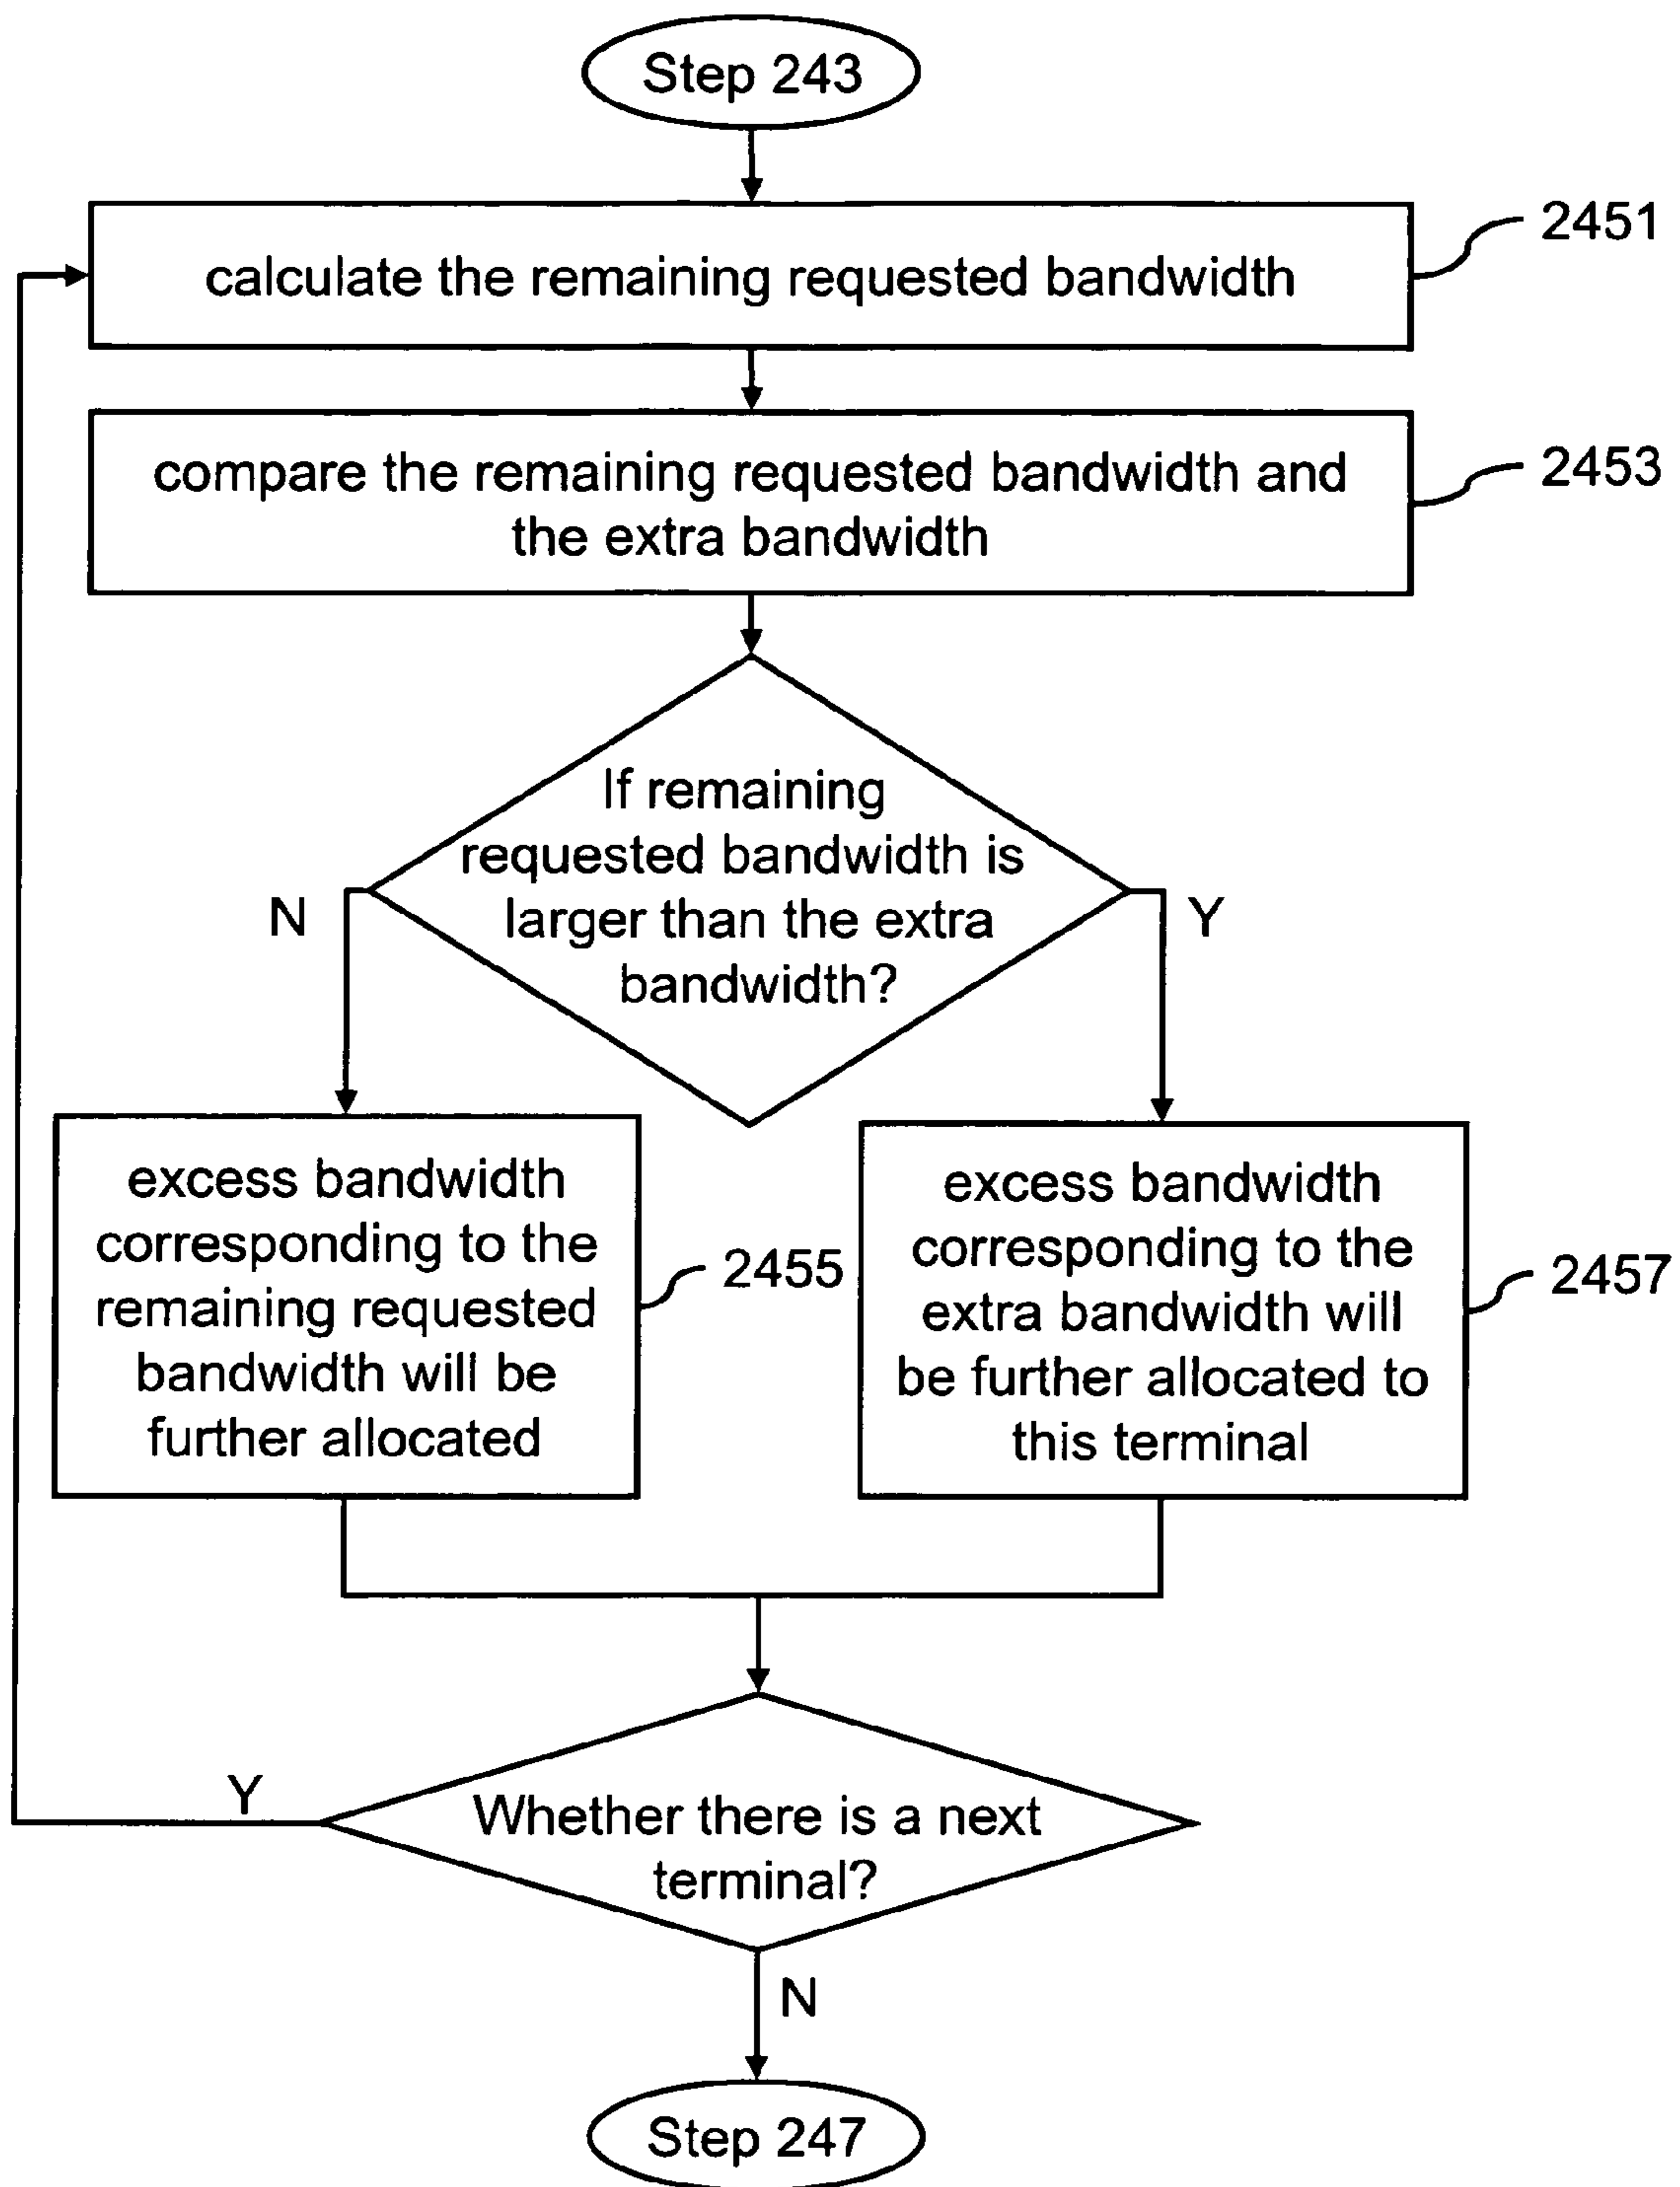 Step 243
calculate the remaining requested bandwidth
2451
compare the remaining requested bandwidth and
the extra bandwidth
2453
If remaining
requested bandwidth is
larger than the extra
bandwidth?
N
Y
excess bandwidth
corresponding to the
remaining requested
bandwidth will be
further allocated
2455
excess bandwidth
corresponding to the
extra bandwidth will
be further allocated to
this terminal
2457
Y
Whether there is a next
terminal?
N
Step 247